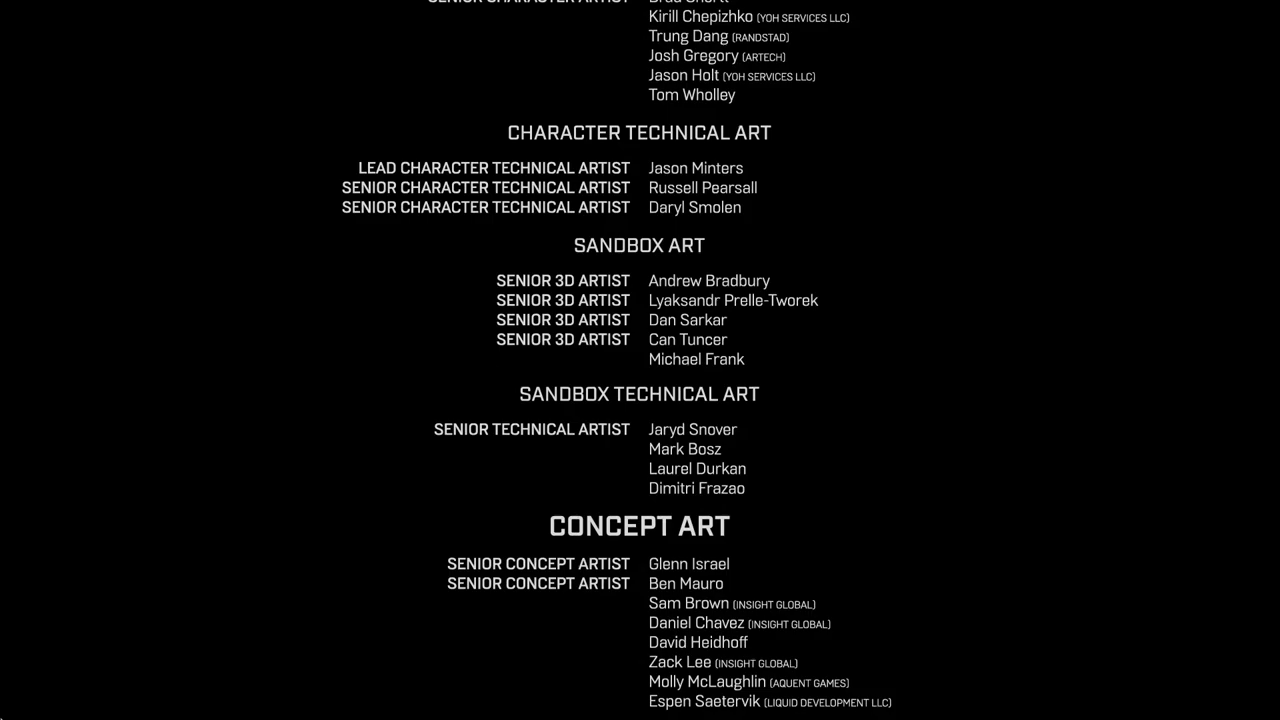 SENIOR CHARACTER ARTIST Brad Shortt
Kirill Chepizhko (YOH SERVICES LLC)
Trung Dang (RANDSTAD)
Josh Gregory (ARTECH)
Jason Holt (YOH SERVICES LLC)
Tom Wholley
CHARACTER TECHNICAL ART
LEAD CHARACTER TECHNICAL ARTIST Jason Minters
SENIOR CHARACTER TECHNICAL ARTIST Russell Pearsall
SENIOR CHARACTER TECHNICAL ARTIST Daryl Smolen
SANDBOX ART
SENIOR 3D ARTIST Andrew Bradbury
SENIOR 3D ARTIST Lyaksandr Prelle-Tworek
SENIOR 3D ARTIST Dan Sarkar
SENIOR 3D ARTIST Can Tuncer
Michael Frank
SANDBOX TECHNICAL ART
SENIOR TECHNICAL ARTIST Jaryd Snover
Mark Bosz
Laurel Durkan
Dimitri Frazao
CONCEPT ART
SENIOR CONCEPT ARTIST Glenn Israel
SENIOR CONCEPT ARTIST Ben Mauro
Sam Brown (INSIGHT GLOBAL)
Daniel Chavez (INSIGHT GLOBAL)
David Heidhoff
Zack Lee (INSIGHT GLOBAL)
Molly McLaughlin (AQUENT GAMES)
Espen Saetervik (LIQUID DEVELOPMENT LLC)